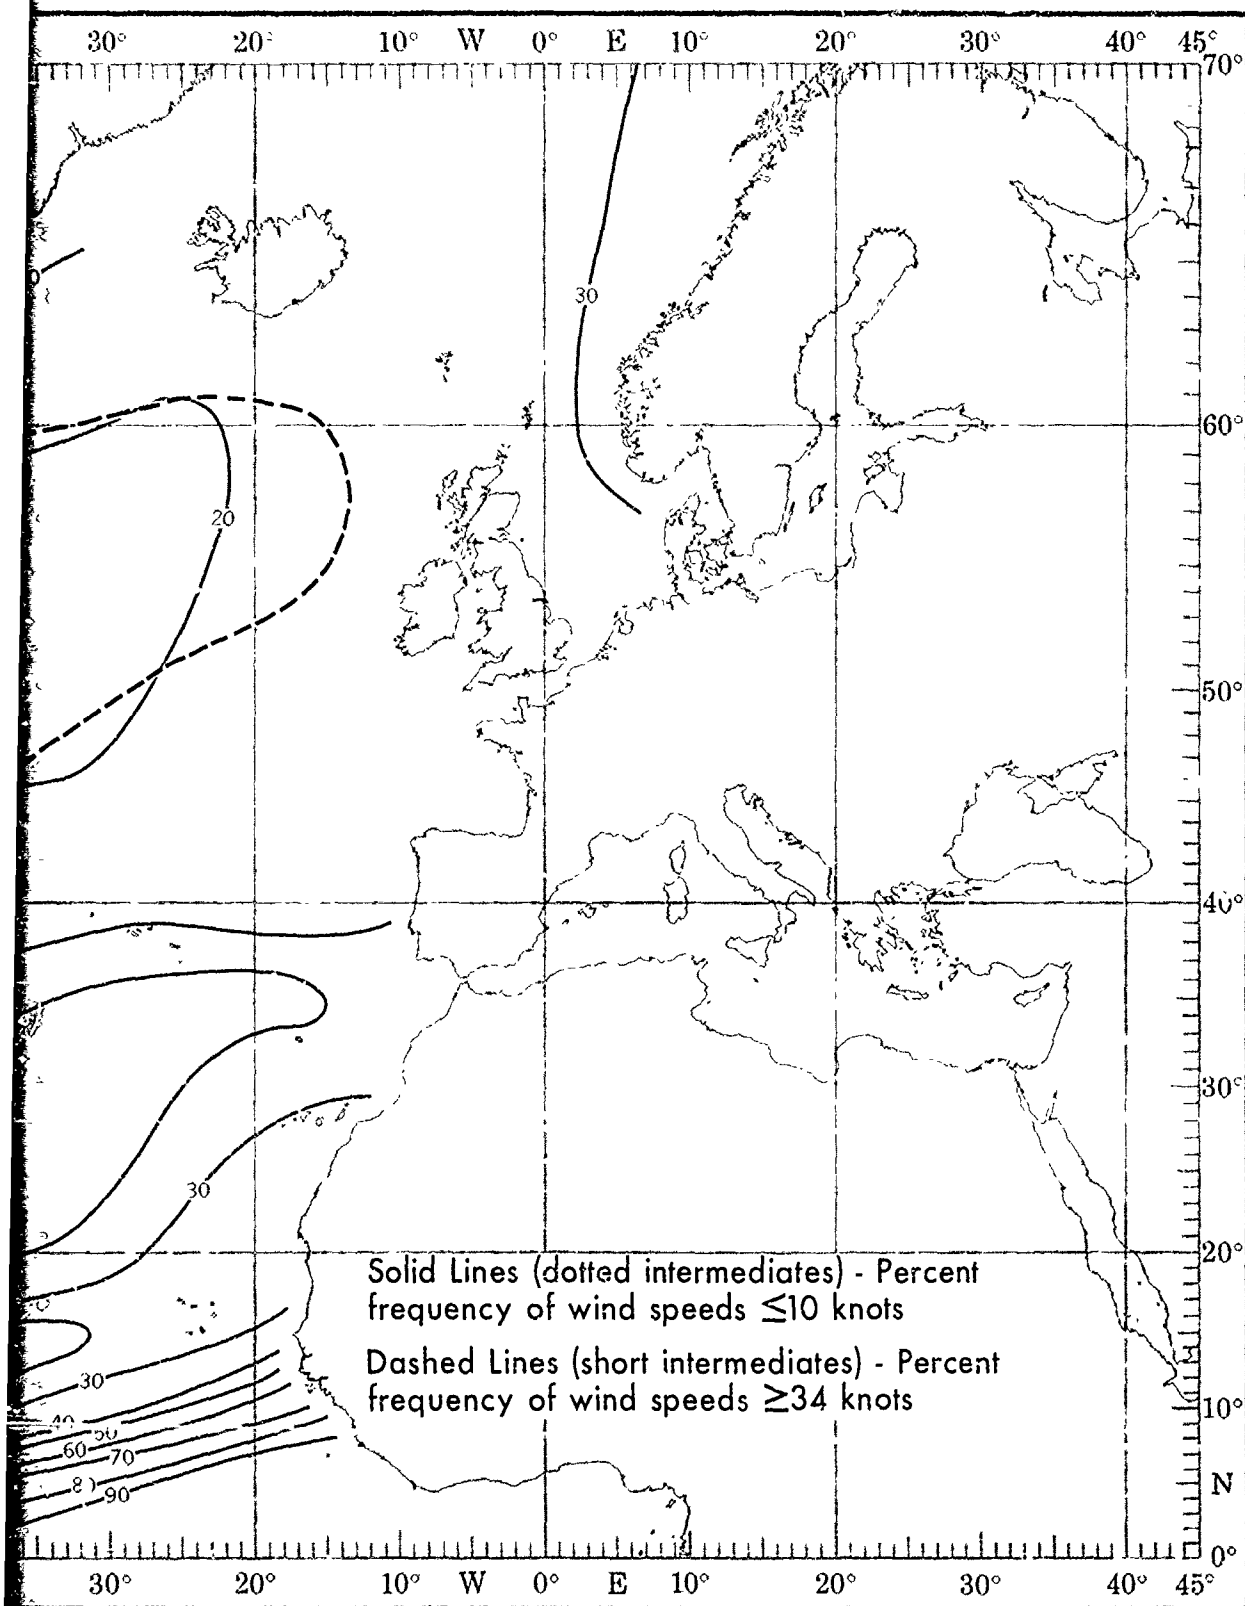 30° 20° 10° W 0° E 10° 20° 30° 40° 45°
70°
30
60°
20
50°
40°
30°
30
20°
Solid Lines (dotted intermediates) - Percent
frequency of wind speeds ≤10 knots
Dashed Lines (short intermediates) - Percent
frequency of wind speeds ≥34 knots
30
10°
40
50
60
70
80
90
N
0°
30° 20° 10° W 0° E 10° 20° 30° 40° 45°